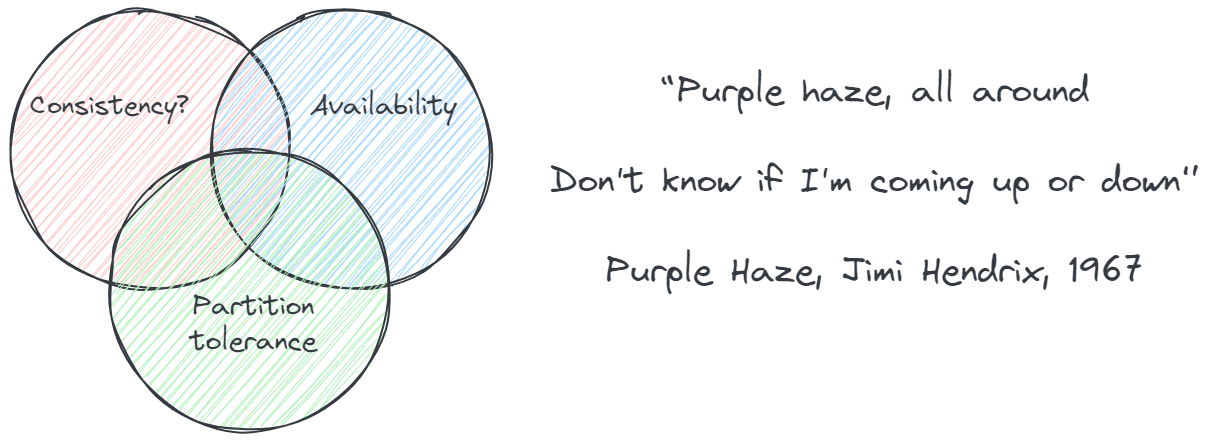 Consistency?
Availability
Partition
tolerance
"Purple haze, all around
Don't know if I'm coming up or down"
Purple Haze, Jimi Hendrix, 1967